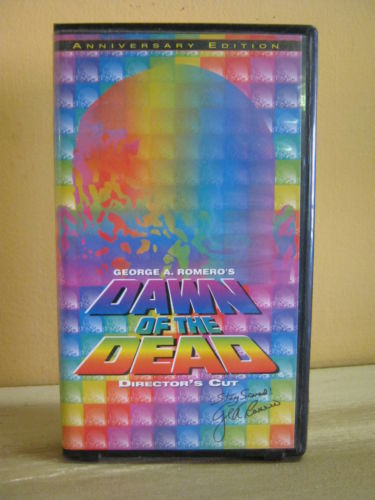 ANNIVERSARY EDITION
GEORGE A. ROMERO'S
DAWN
OF THE
DEAD
DIRECTOR'S CUT
Stay Scared!